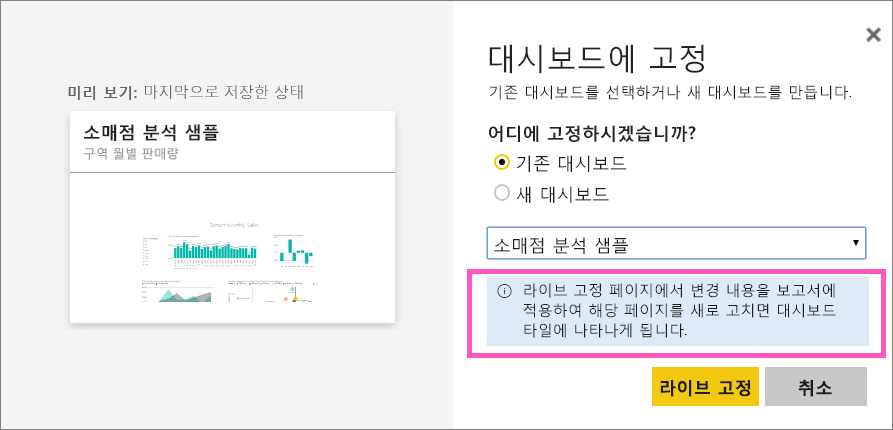 미리 보기: 마지막으로 저장한 상태
소매점 분석 샘플
구역 월별 판매량
District Monthly Sales
대시보드에 고정
기존 대시보드를 선택하거나 새 대시보드를 만듭니다.
어디에 고정하시겠습니까?
기존 대시보드
새 대시보드
소매점 분석 샘플
라이브 고정 페이지에서 변경 내용을 보고서에
적용하여 해당 페이지를 새로 고치면 대시보드
타일에 나타나게 됩니다.
라이브 고정
취소